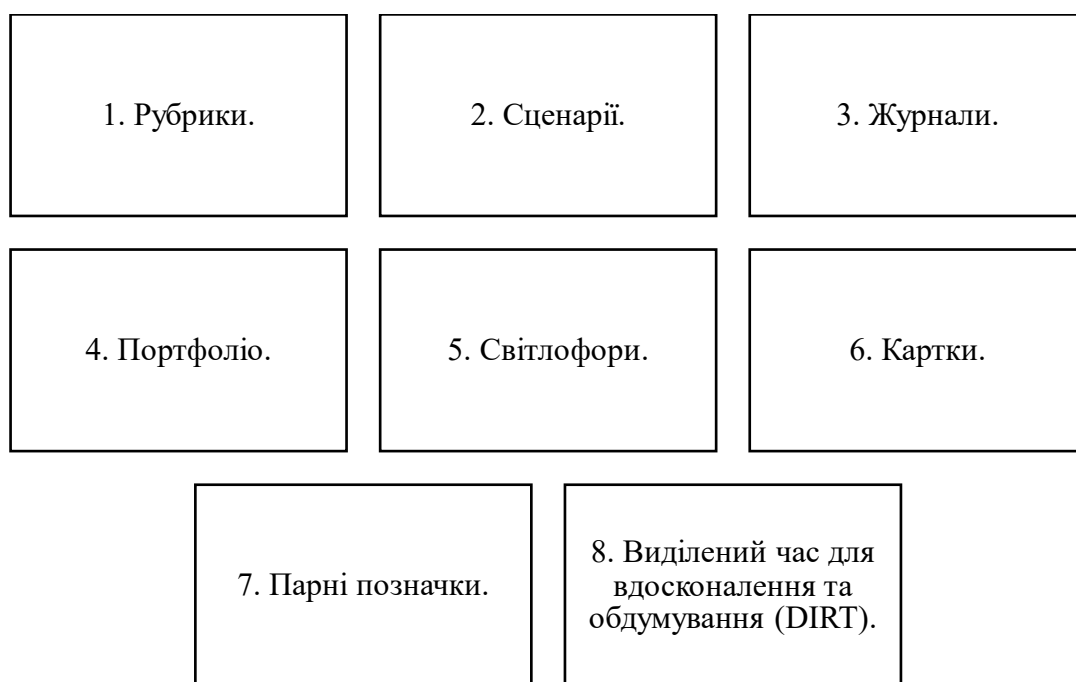 1. Рубрики.
2. Сценарії.
3. Журнали.
4. Портфоліо.
5. Світлофори.
6. Картки.
7. Парні позначки.
8. Виділений час для
вдосконалення та
обдумування (DIRT).